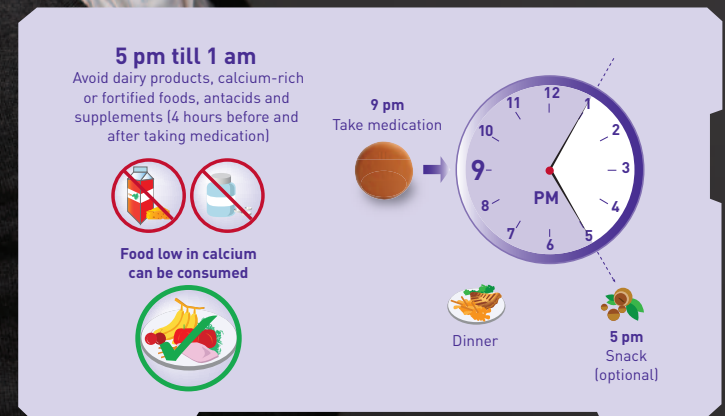 5 pm till 1 am
Avoid dairy products, calcium-rich
or fortified foods, antacids and
supplements (4 hours before and
after taking medication)
Food low in calcium
can be consumed
9 pm
Take medication
12
1
2
3
4
5
6
7
8
9
10
11
PM
Dinner
5 pm
Snack
(optional)